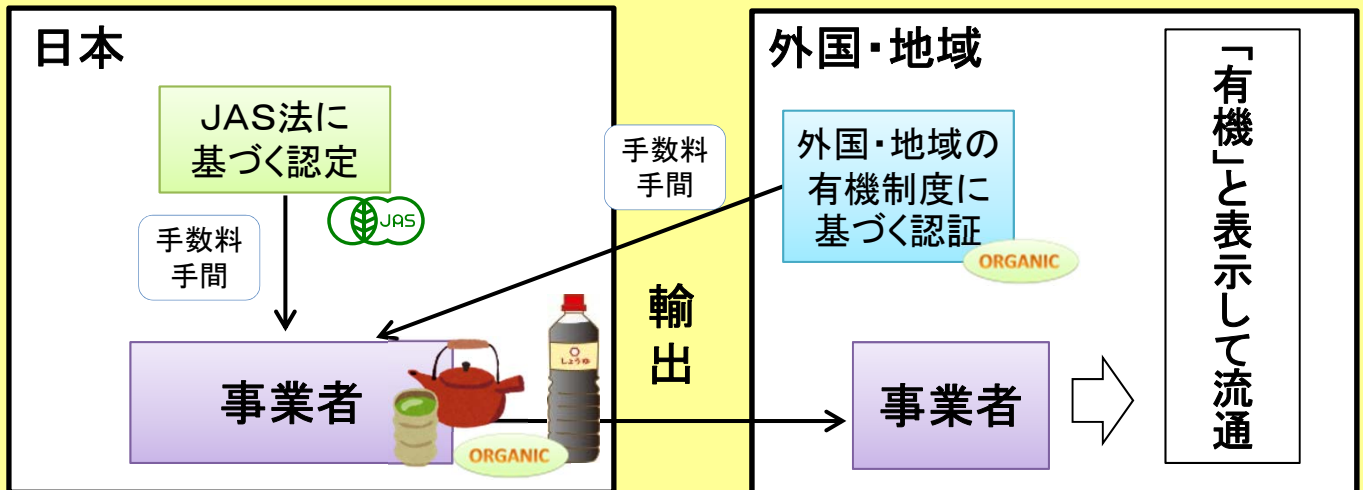 日本
JAS法に
基づく認定
JAS
手数料
手間
事業者
しょうゆ
ORGANIC
手数料
手間
輸出
外国・地域
外国・地域の
有機制度に
基づく認証
ORGANIC
事業者
「有機」と表示して流通